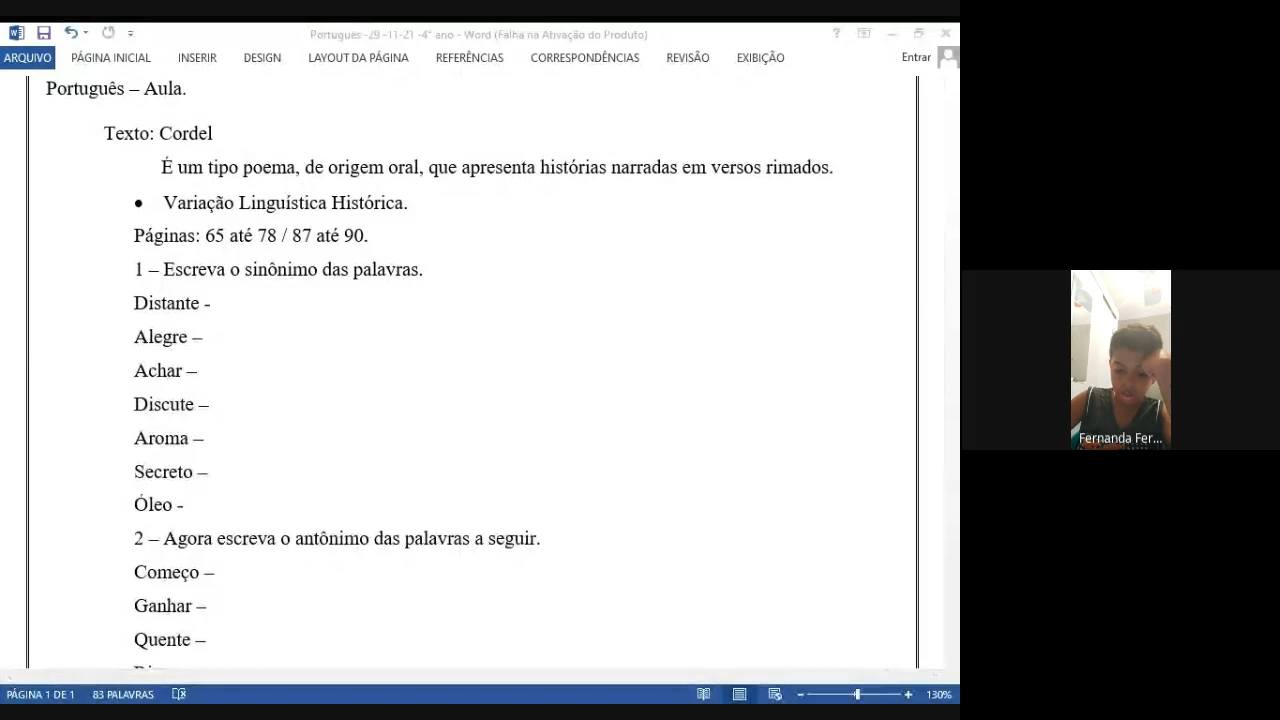 Português -29 -11-21 -4° ano - Word (Falha na Ativação do Produto)
ARQUIVO PÁGINA INICIAL INSERIR DESIGN LAYOUT DA PÁGINA REFERÊNCIAS CORRESPONDÊNCIAS REVISÃO EXIBIÇÃO Entrar
Português – Aula.
Texto: Cordel
É um tipo poema, de origem oral, que apresenta histórias narradas em versos rimados.
• Variação Linguística Histórica.
Páginas: 65 até 78 / 87 até 90.
1 – Escreva o sinônimo das palavras.
Distante -
Alegre –
Achar –
Discute –
Aroma –
Secreto –
Óleo -
2 – Agora escreva o antônimo das palavras a seguir.
Começo –
Ganhar –
Quente –
Fernanda Fer...
PÁGINA 1 DE 1 83 PALAVRAS 130%